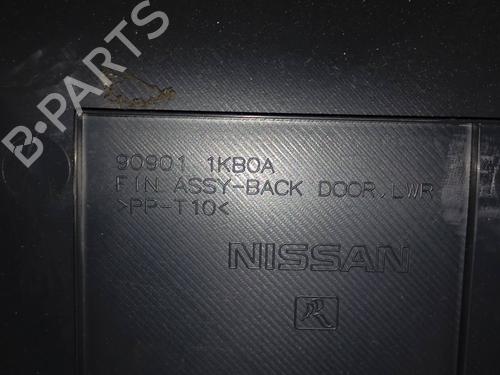 B-PARTS
90901 1KB0A
FIN ASSY-BACK DOOR, LWR
>PP-T10<
NISSAN